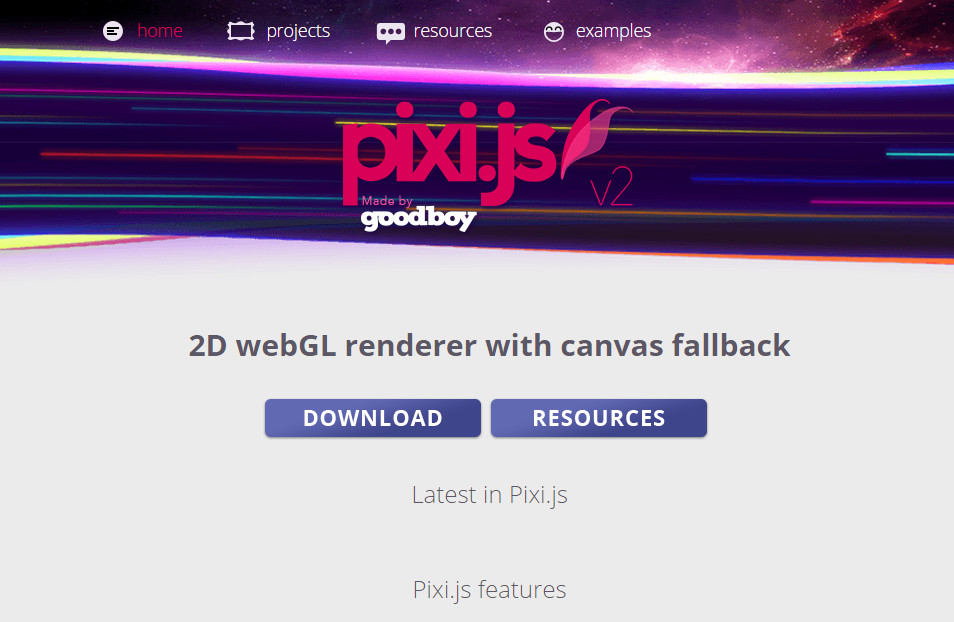 home projects resources examples
pixi.js
v2
Made by
goodboy
2D webGL renderer with canvas fallback
DOWNLOAD RESOURCES
Latest in Pixi.js
Pixi.js features